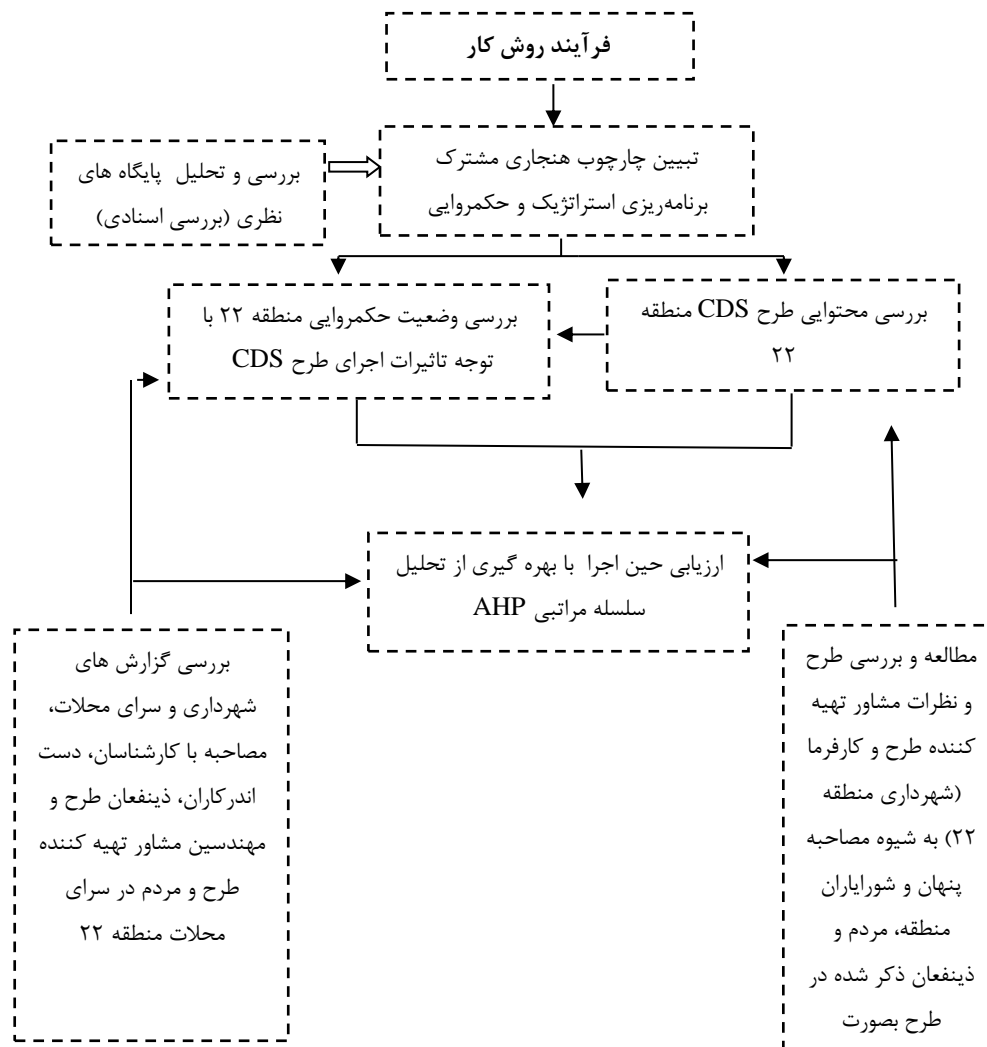 فرآیند روش کار
تبیین چارچوب هنجاری مشترک
برنامه‌ریزی استراتژیک و حکمروایی
بررسی و تحلیل پایگاه های
نظری (بررسی اسنادی)
بررسی محتوایی طرح CDS منطقه
۲۲
بررسی وضعیت حکمروایی منطقه ۲۲ با
توجه تاثیرات اجرای طرح CDS
ارزیابی حین اجرا با بهره گیری از تحلیل
سلسله مراتبی AHP
مطالعه و بررسی طرح
و نظرات مشاور تهیه
کننده طرح و کارفرما
(شهرداری منطقه
۲۲) به شیوه مصاحبه
پنهان و شورایاران
منطقه، مردم و
ذینفعان ذکر شده در
طرح بصورت
بررسی گزارش های
شهرداری و سرای محلات،
مصاحبه با کارشناسان، دست
اندرکاران، ذینفعان طرح و
مهندسین مشاور تهیه کننده
طرح و مردم در سرای
محلات منطقه ۲۲